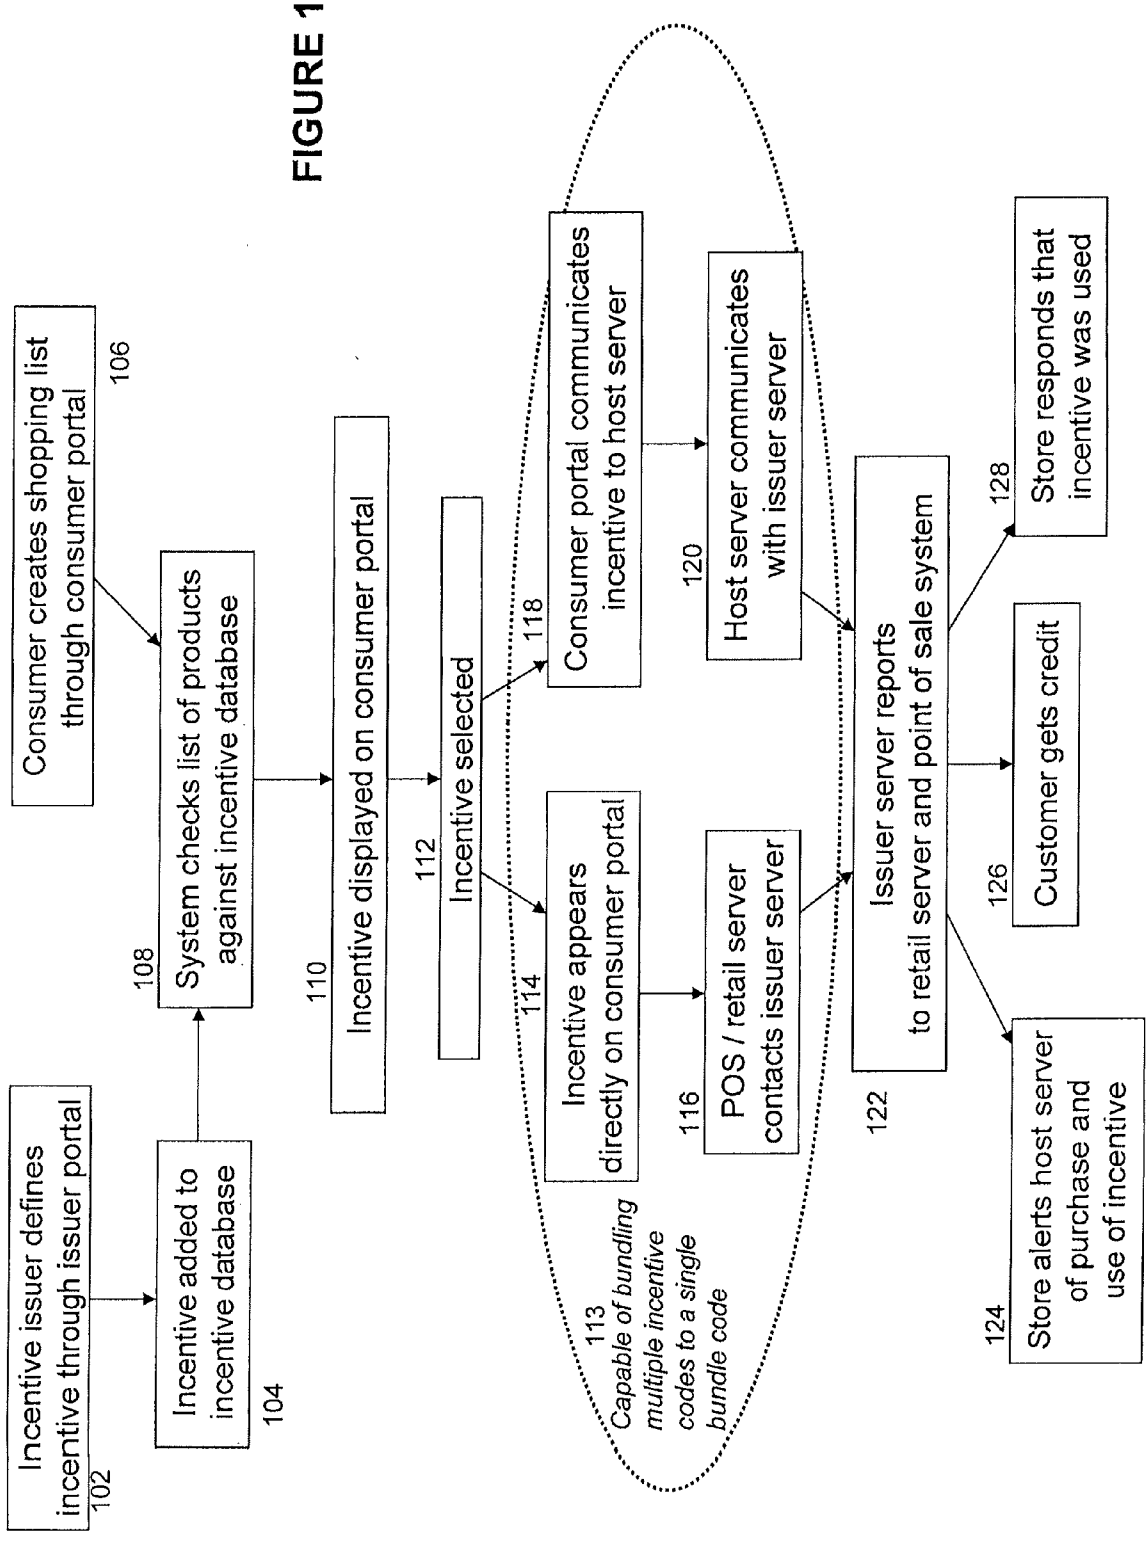 FIGURE 1
Incentive issuer defines
incentive through issuer portal
102
Incentive added to
incentive database
104
Consumer creates shopping list
through consumer portal
106
108
System checks list of products
against incentive database
110
Incentive displayed on consumer portal
112
Incentive selected
113
Capable of bundling
multiple incentive
codes to a single
bundle code
114
Incentive appears
directly on consumer portal
116
POS / retail server
contacts issuer server
118
Consumer portal communicates
incentive to host server
120
Host server communicates
with issuer server
122
Issuer server reports
to retail server and point of sale system
124
Store alerts host server
of purchase and
use of incentive
126
Customer gets credit
128
Store responds that
incentive was used